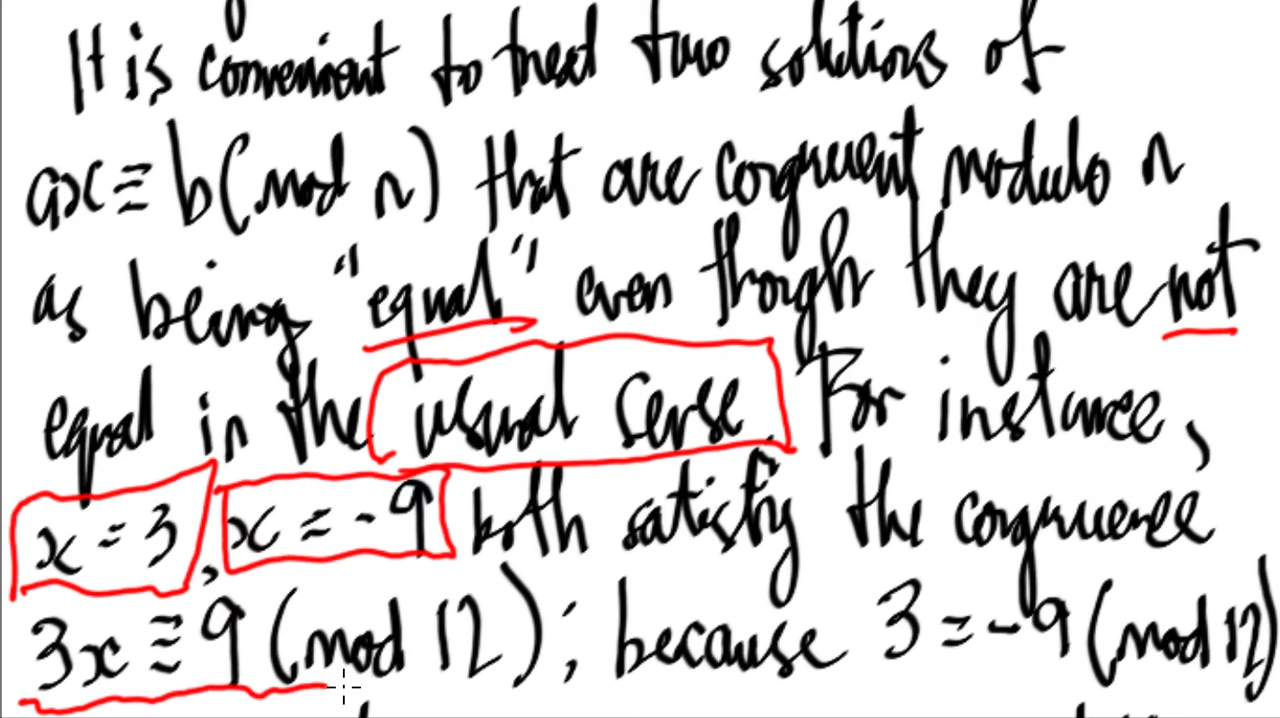 It is convenient to treat two solutions of
ax ≡ b (mod n) that are congruent modulo n
as being "equal" even though they are not
equal in the usual sense. For instance,
x = 3, x = -9 both satisfy the congruence
3x ≡ 9 (mod 12); because 3 = -9 (mod 12)